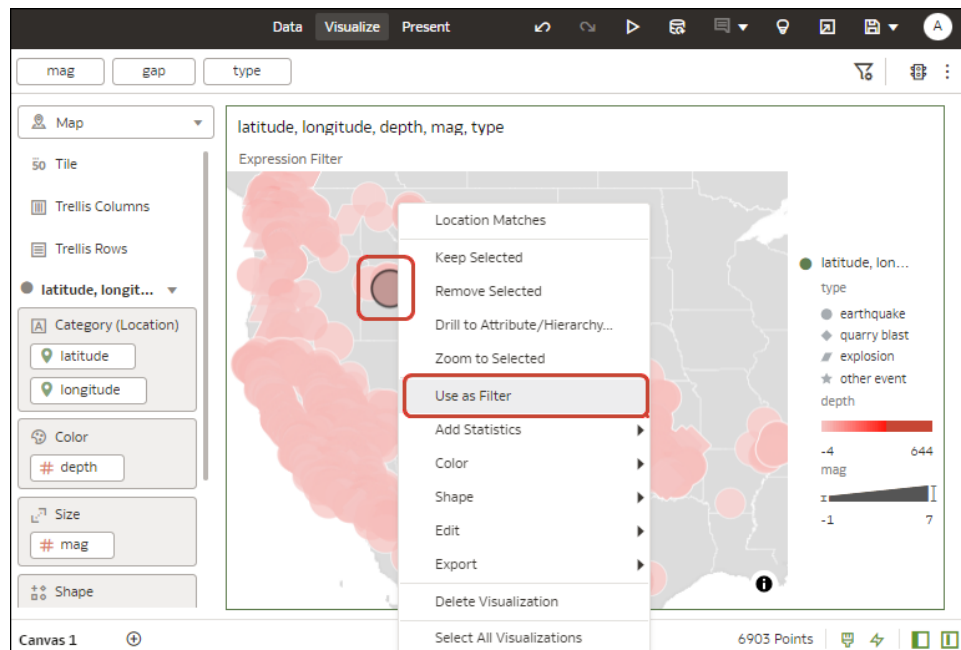 Data Visualize Present
A
mag gap type
Map
latitude, longitude, depth, mag, type
50 Tile
Expression Filter
Trellis Columns
Trellis Rows
latitude, longit...
A Category (Location)
latitude
longitude
Color
# depth
Size
# mag
Shape
Location Matches
Keep Selected
Remove Selected
Drill to Attribute/Hierarchy...
Zoom to Selected
Use as Filter
Add Statistics
Color
Shape
Edit
Export
Delete Visualization
Select All Visualizations
latitude, lon...
type
earthquake
quarry blast
explosion
other event
depth
-4 644
mag
-1 7
Canvas 1
6903 Points